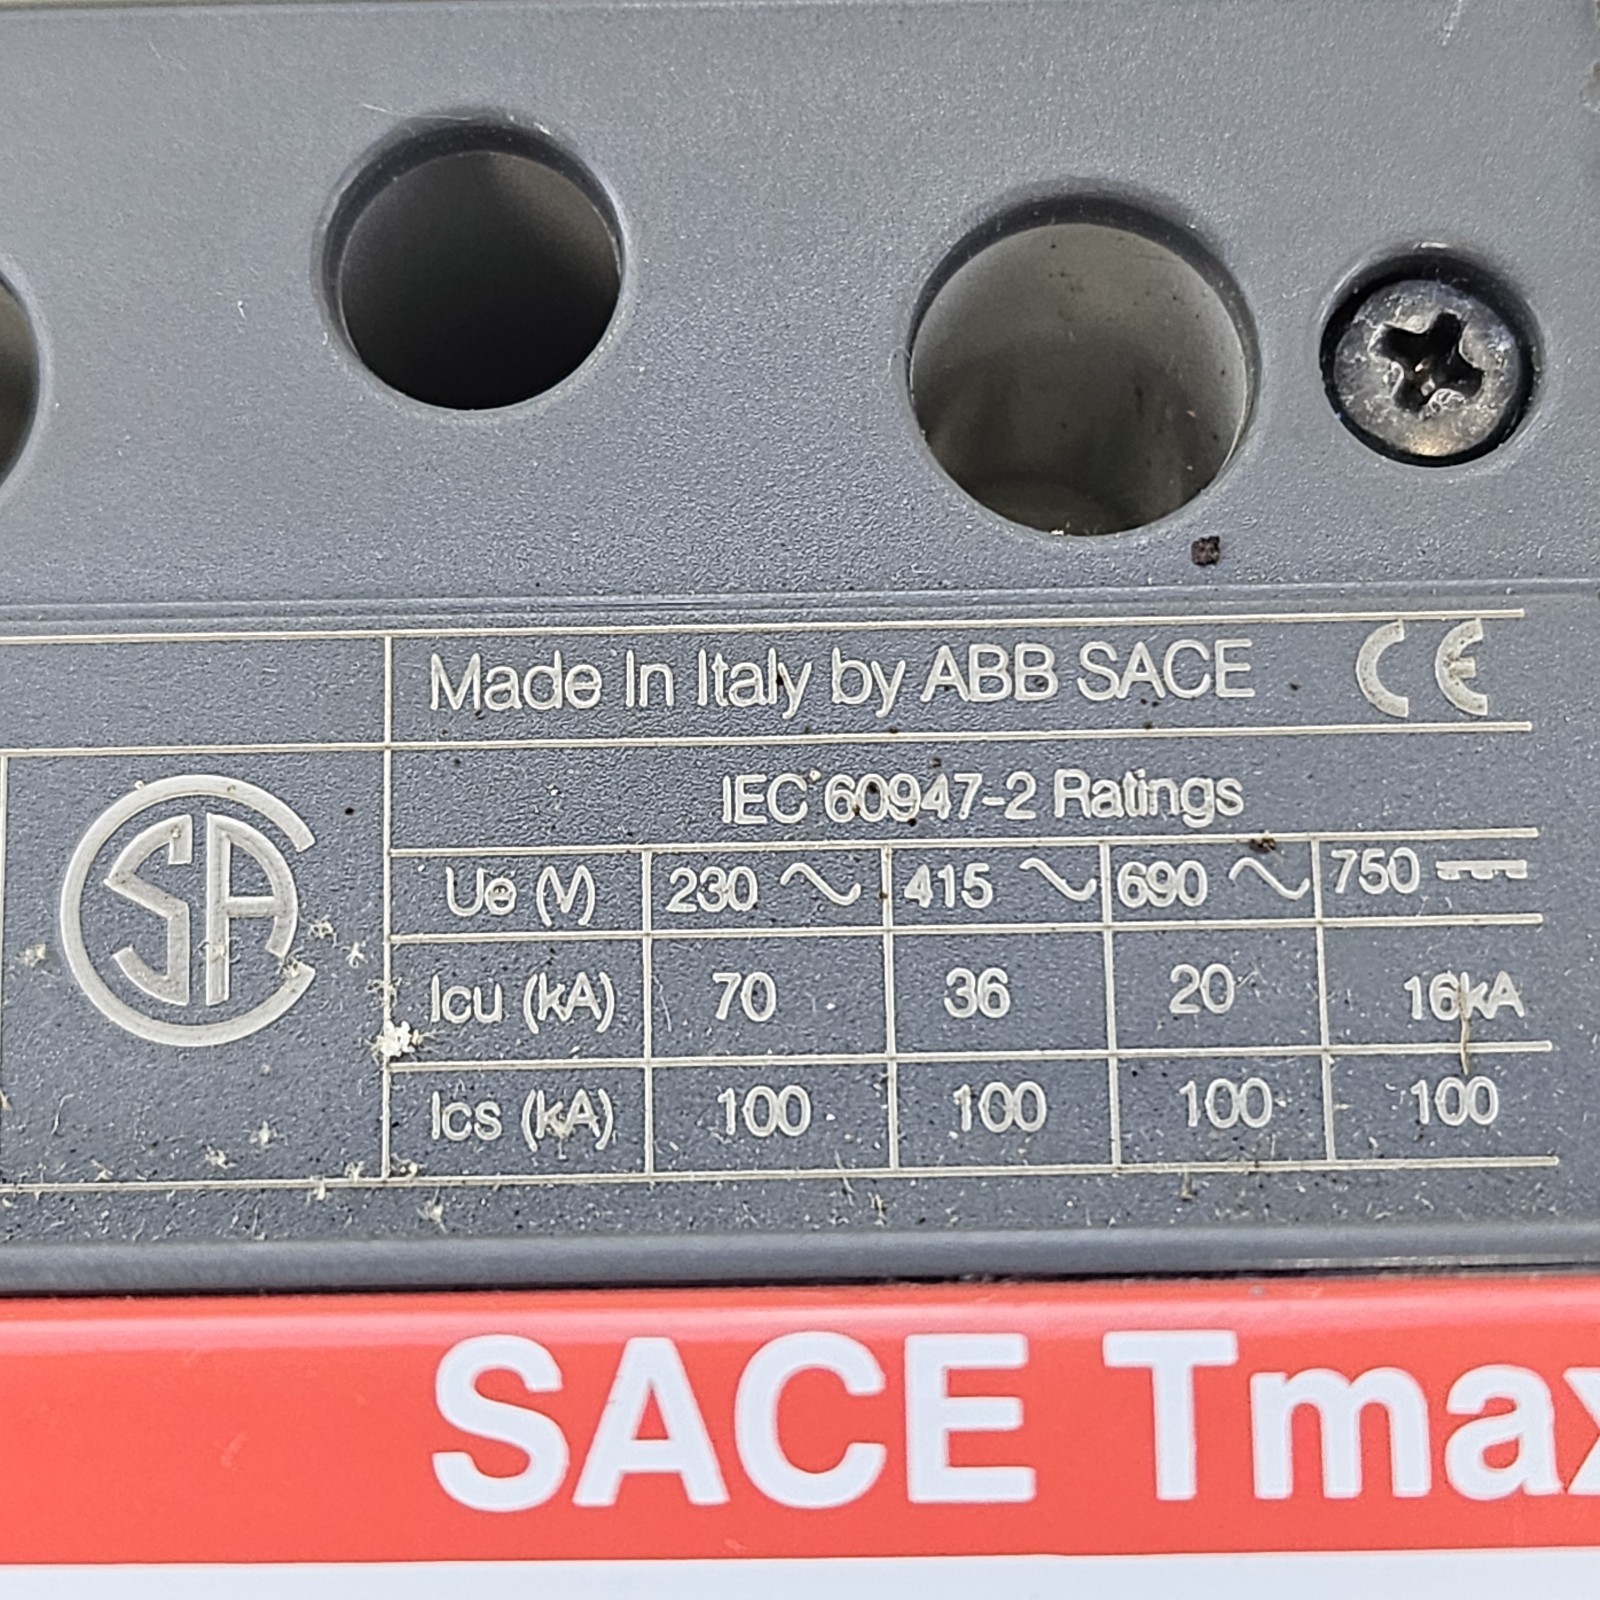 Made In Italy by ABB SACE CE
IEC 60947-2 Ratings
Ue (V) 230 ~ 415 ~ 690 ~ 750 ⎓
Icu (kA) 70 36 20 16kA
Ics (kA) 100 100 100 100
SA
SACE Tmax